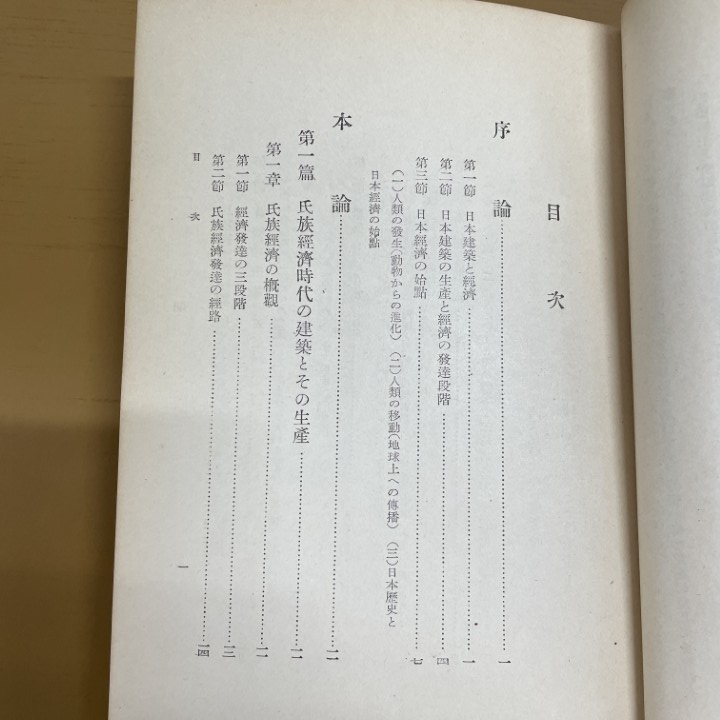 目次
序論……一
第一節 日本建築と經濟……一
第二節 日本建築の生產と經濟の發達段階……四
第三節 日本經濟の始點……七
（一）人類の發生（動物からの進化）（二）人類の移動（地球上への傳播）（三）日本歷史と
日本經濟の始點
本論……一一
第一篇 氏族經濟時代の建築とその生產……一一
第一章 氏族經濟の槪觀……一一
第一節 經濟發達の三段階……一三
第二節 氏族經濟發達の經路……一四
目次
一